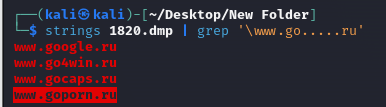 ┌──(kali㉿kali)-[~/Desktop/New Folder]
└─$ strings 1820.dmp | grep '\www.go.....ru'
www.google.ru
www.go4win.ru
www.gocaps.ru
www.goporn.ru